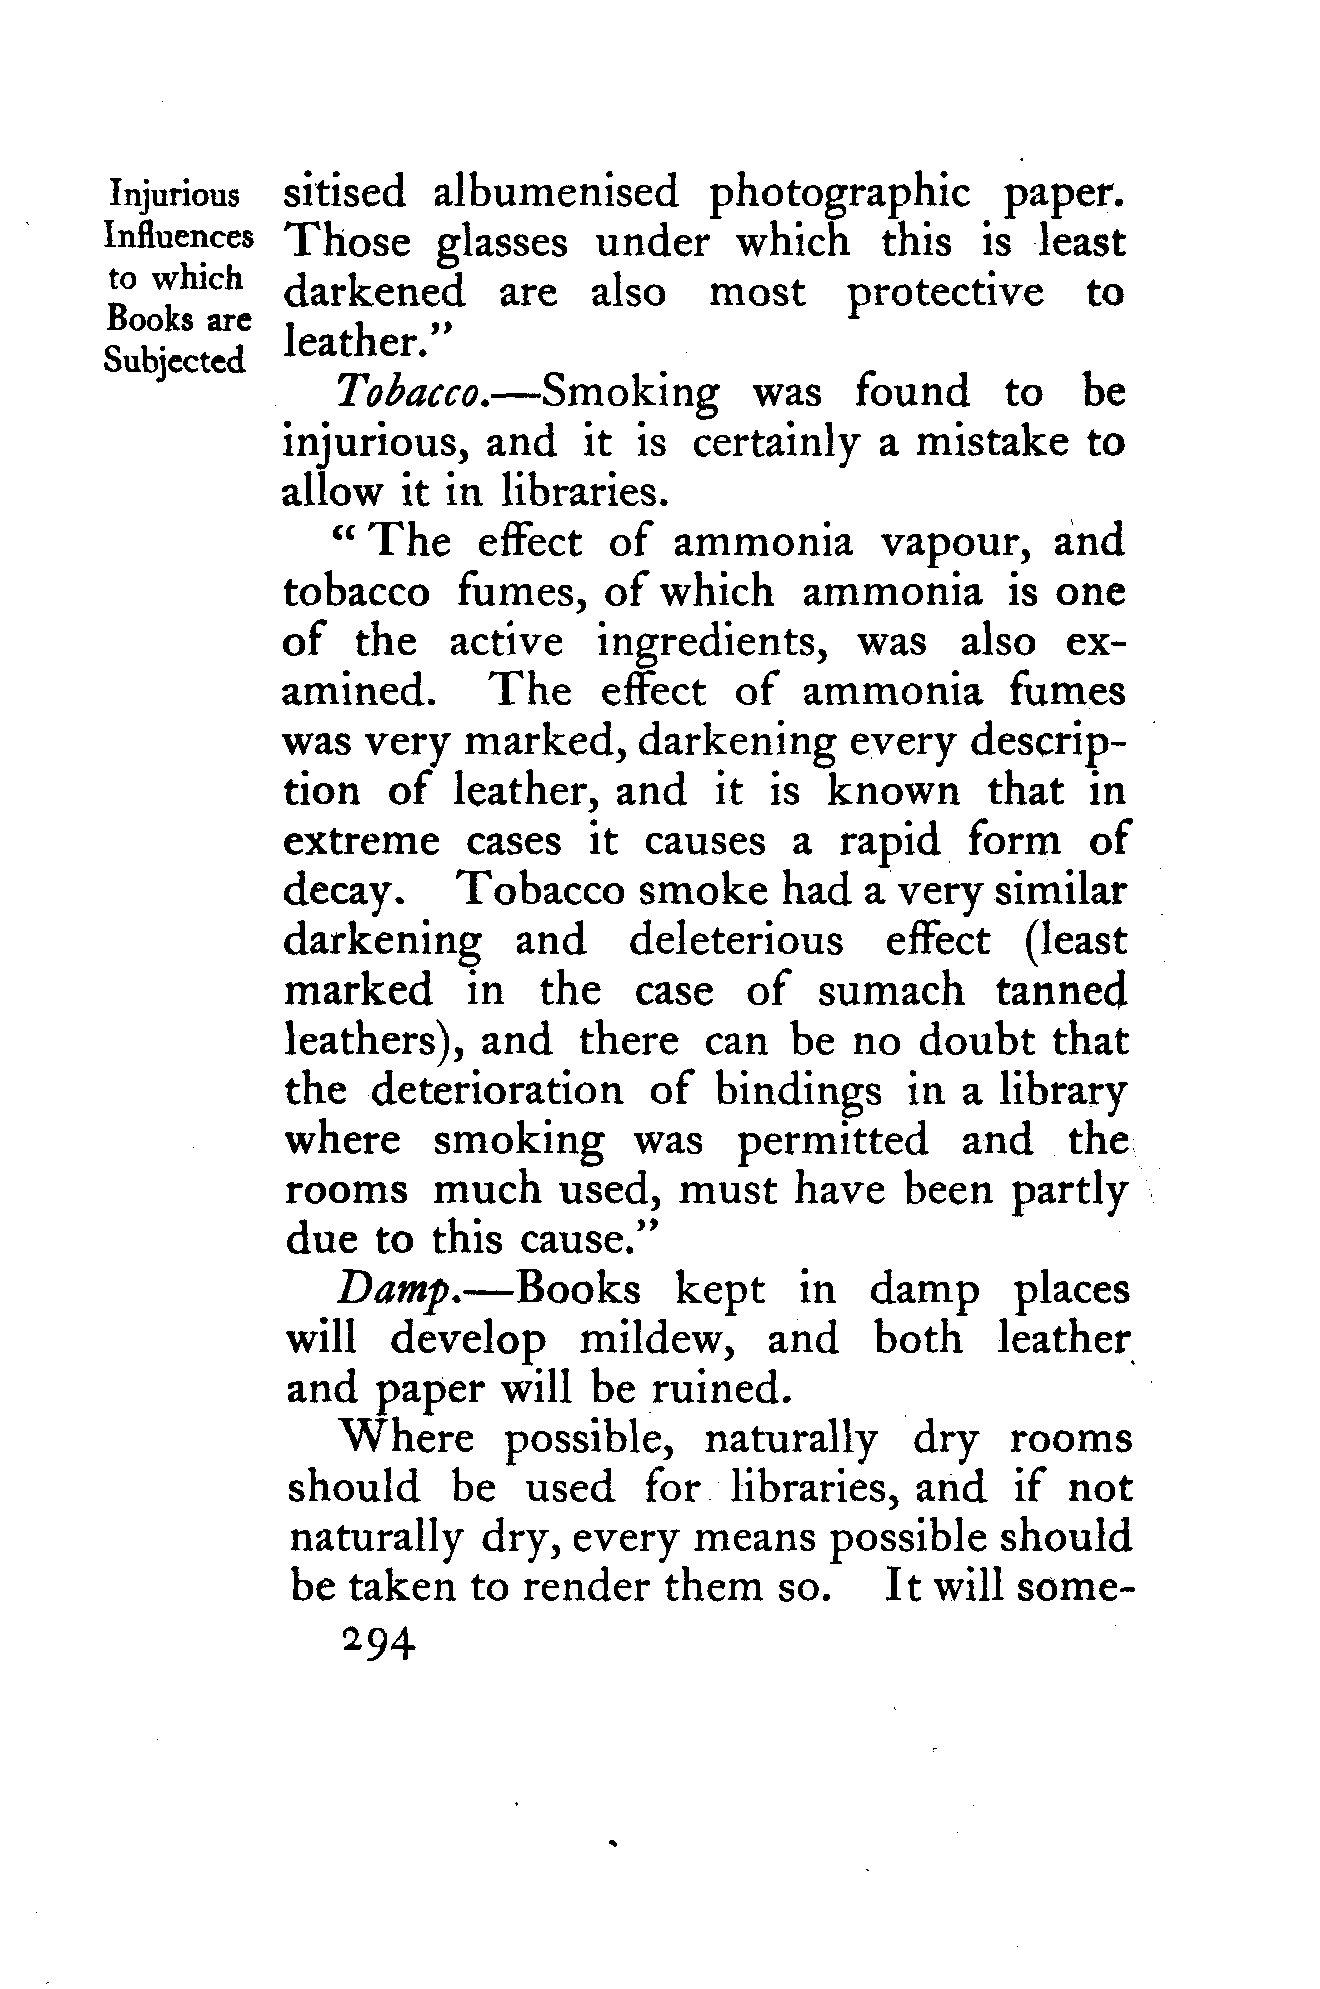 Injurious
Influences
to which
Books are
Subjected
sitised albumenised photographic paper.
Those glasses under which this is least
darkened are also most protective to
leather.”
Tobacco.—Smoking was found to be
injurious, and it is certainly a mistake to
allow it in libraries.
“ The effect of ammonia vapour, and
tobacco fumes, of which ammonia is one
of the active ingredients, was also ex-
amined. The effect of ammonia fumes
was very marked, darkening every descrip-
tion of leather, and it is known that in
extreme cases it causes a rapid form of
decay. Tobacco smoke had a very similar
darkening and deleterious effect (least
marked in the case of sumach tanned
leathers), and there can be no doubt that
the deterioration of bindings in a library
where smoking was permitted and the
rooms much used, must have been partly
due to this cause.”
Damp.—Books kept in damp places
will develop mildew, and both leather
and paper will be ruined.
Where possible, naturally dry rooms
should be used for libraries, and if not
naturally dry, every means possible should
be taken to render them so. It will some-
294